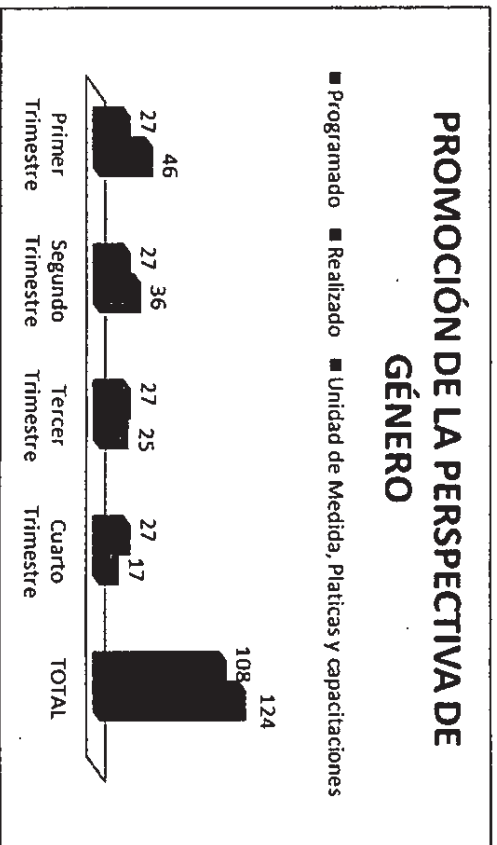 PROMOCIÓN DE LA PERSPECTIVA DE
GÉNERO
■ Programado ■ Realizado ■ Unidad de Medida, Platicas y capacitaciones
27 46
27 36
27 25
27 17
108 124
Primer
Trimestre
Segundo
Trimestre
Tercer
Trimestre
Cuarto
Trimestre
TOTAL